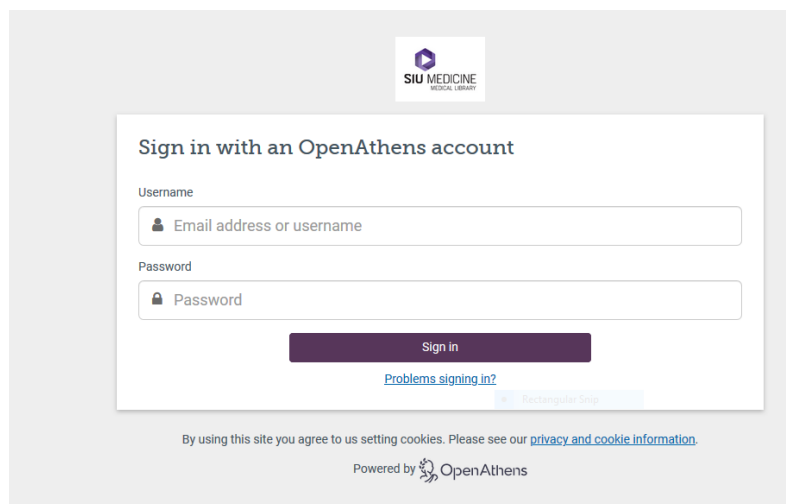 SIU MEDICINE
MEDICAL LIBRARY
Sign in with an OpenAthens account
Username
Email address or username
Password
Password
Sign in
Problems signing in?
Rectangular Snip
By using this site you agree to us setting cookies. Please see our privacy and cookie information.
Powered by OpenAthens